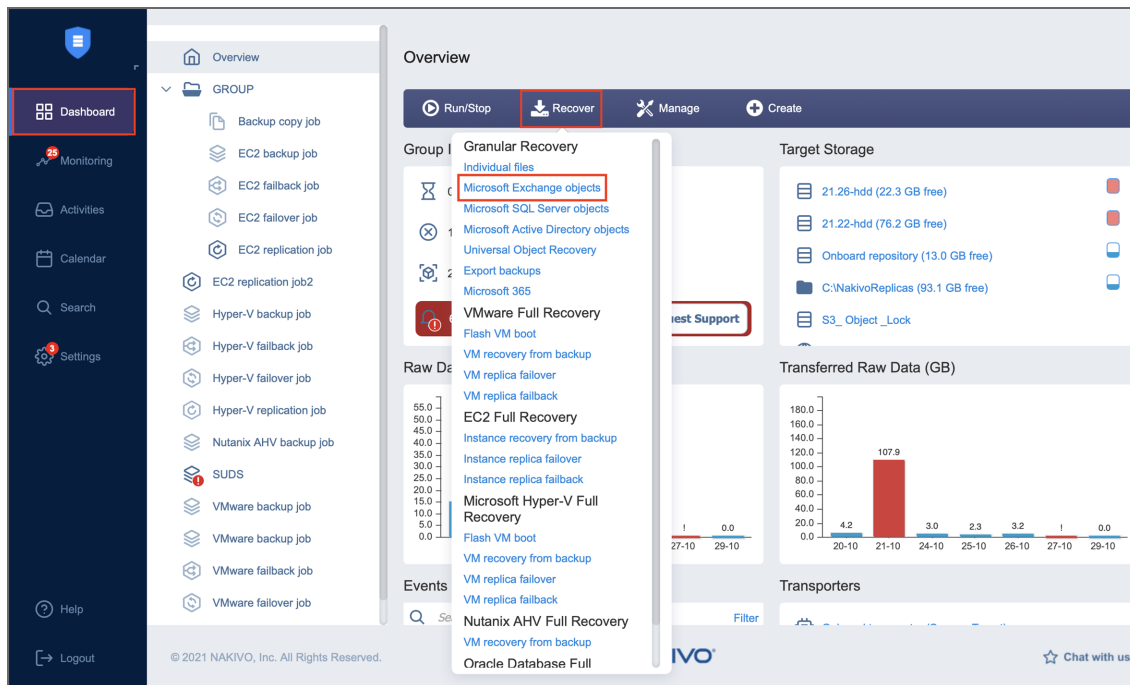 Dashboard
25
Monitoring
Activities
Calendar
Search
3
Settings
Help
Logout
Overview
GROUP
Backup copy job
EC2 backup job
EC2 failback job
EC2 failover job
EC2 replication job
EC2 replication job2
Hyper-V backup job
Hyper-V failback job
Hyper-V failover job
Hyper-V replication job
Nutanix AHV backup job
SUDS
VMware backup job
VMware backup job
VMware failback job
VMware failover job
Overview
Run/Stop
Recover
Manage
Create
Group
Granular Recovery
Individual files
Microsoft Exchange objects
Microsoft SQL Server objects
Microsoft Active Directory objects
Universal Object Recovery
Export backups
Microsoft 365
VMware Full Recovery
Flash VM boot
VM recovery from backup
VM replica failover
VM replica failback
EC2 Full Recovery
Instance recovery from backup
Instance replica failover
Instance replica failback
Microsoft Hyper-V Full
Recovery
Flash VM boot
VM recovery from backup
VM replica failover
VM replica failback
Nutanix AHV Full Recovery
VM recovery from backup
Oracle Database Full
est Support
Raw Da
55.0
50.0
45.0
40.0
35.0
30.0
25.0
20.0
15.0
10.0
5.0
0.0
! 0.0
27-10 29-10
Events
Filter
Target Storage
21.26-hdd (22.3 GB free)
21.22-hdd (76.2 GB free)
Onboard repository (13.0 GB free)
C:\NakivoReplicas (93.1 GB free)
S3_ Object _Lock
Transferred Raw Data (GB)
180.0
160.0
140.0
120.0
100.0
80.0
60.0
40.0
20.0
0.0
4.2 107.9 3.0 2.3 3.2 ! 0.0
20-10 21-10 24-10 25-10 26-10 27-10 29-10
Transporters
© 2021 NAKIVO, Inc. All Rights Reserved.
IVO
Chat with us